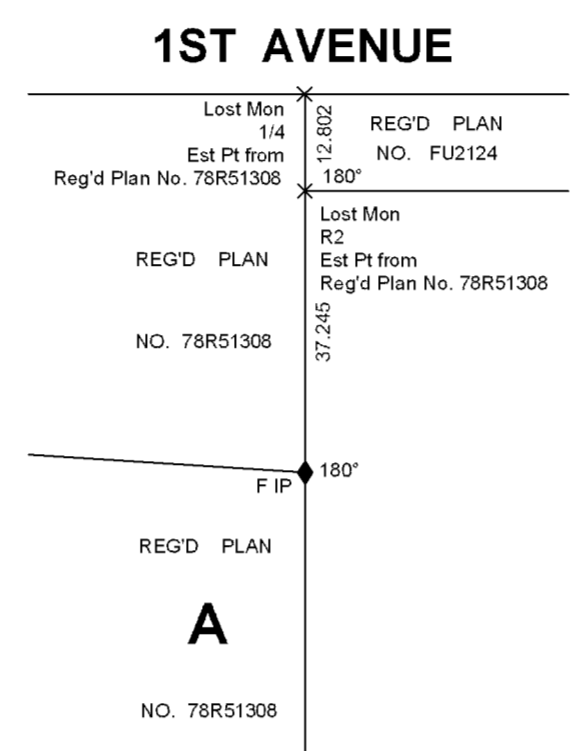 1ST AVENUE
Lost Mon
1/4
Est Pt from
Reg'd Plan No. 78R51308
12.802
REG'D PLAN
NO. FU2124
180°
Lost Mon
R2
Est Pt from
Reg'd Plan No. 78R51308
REG'D PLAN
NO. 78R51308
37.245
180°
F IP
REG'D PLAN
A
NO. 78R51308